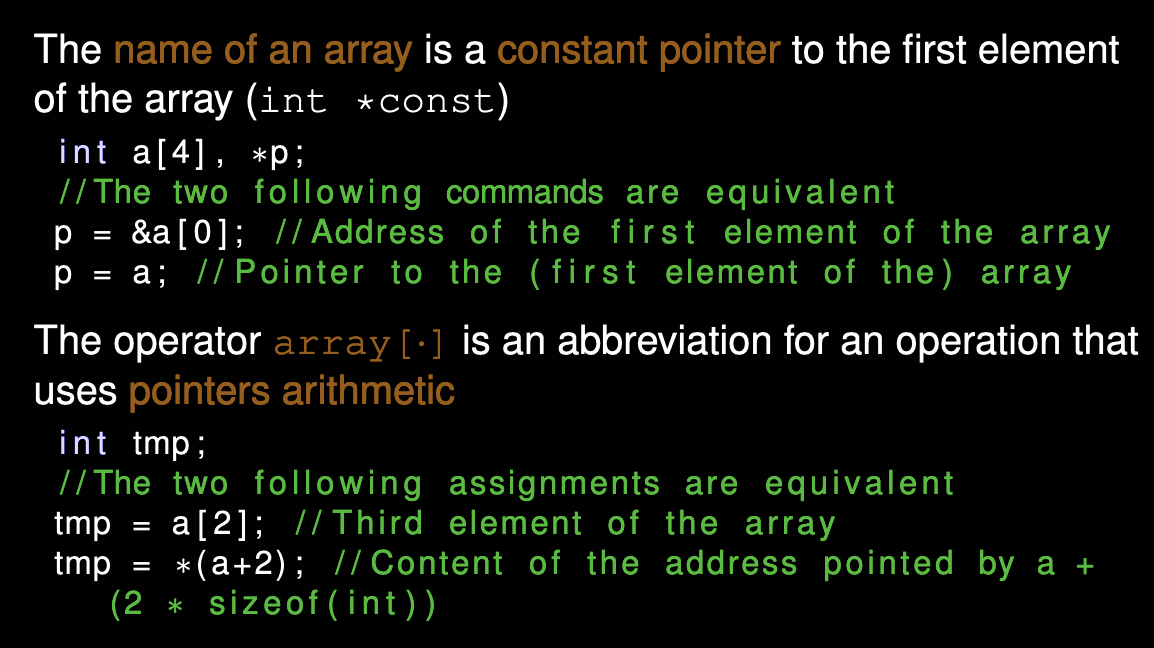 The name of an array is a constant pointer to the first element
of the array (int *const)
int a[4], *p;
//The two following commands are equivalent
p = &a[0]; //Address of the first element of the array
p = a; //Pointer to the (first element of the) array
The operator array[·] is an abbreviation for an operation that
uses pointers arithmetic
int tmp;
//The two following assignments are equivalent
tmp = a[2]; //Third element of the array
tmp = *(a+2); //Content of the address pointed by a +
(2 * sizeof(int))